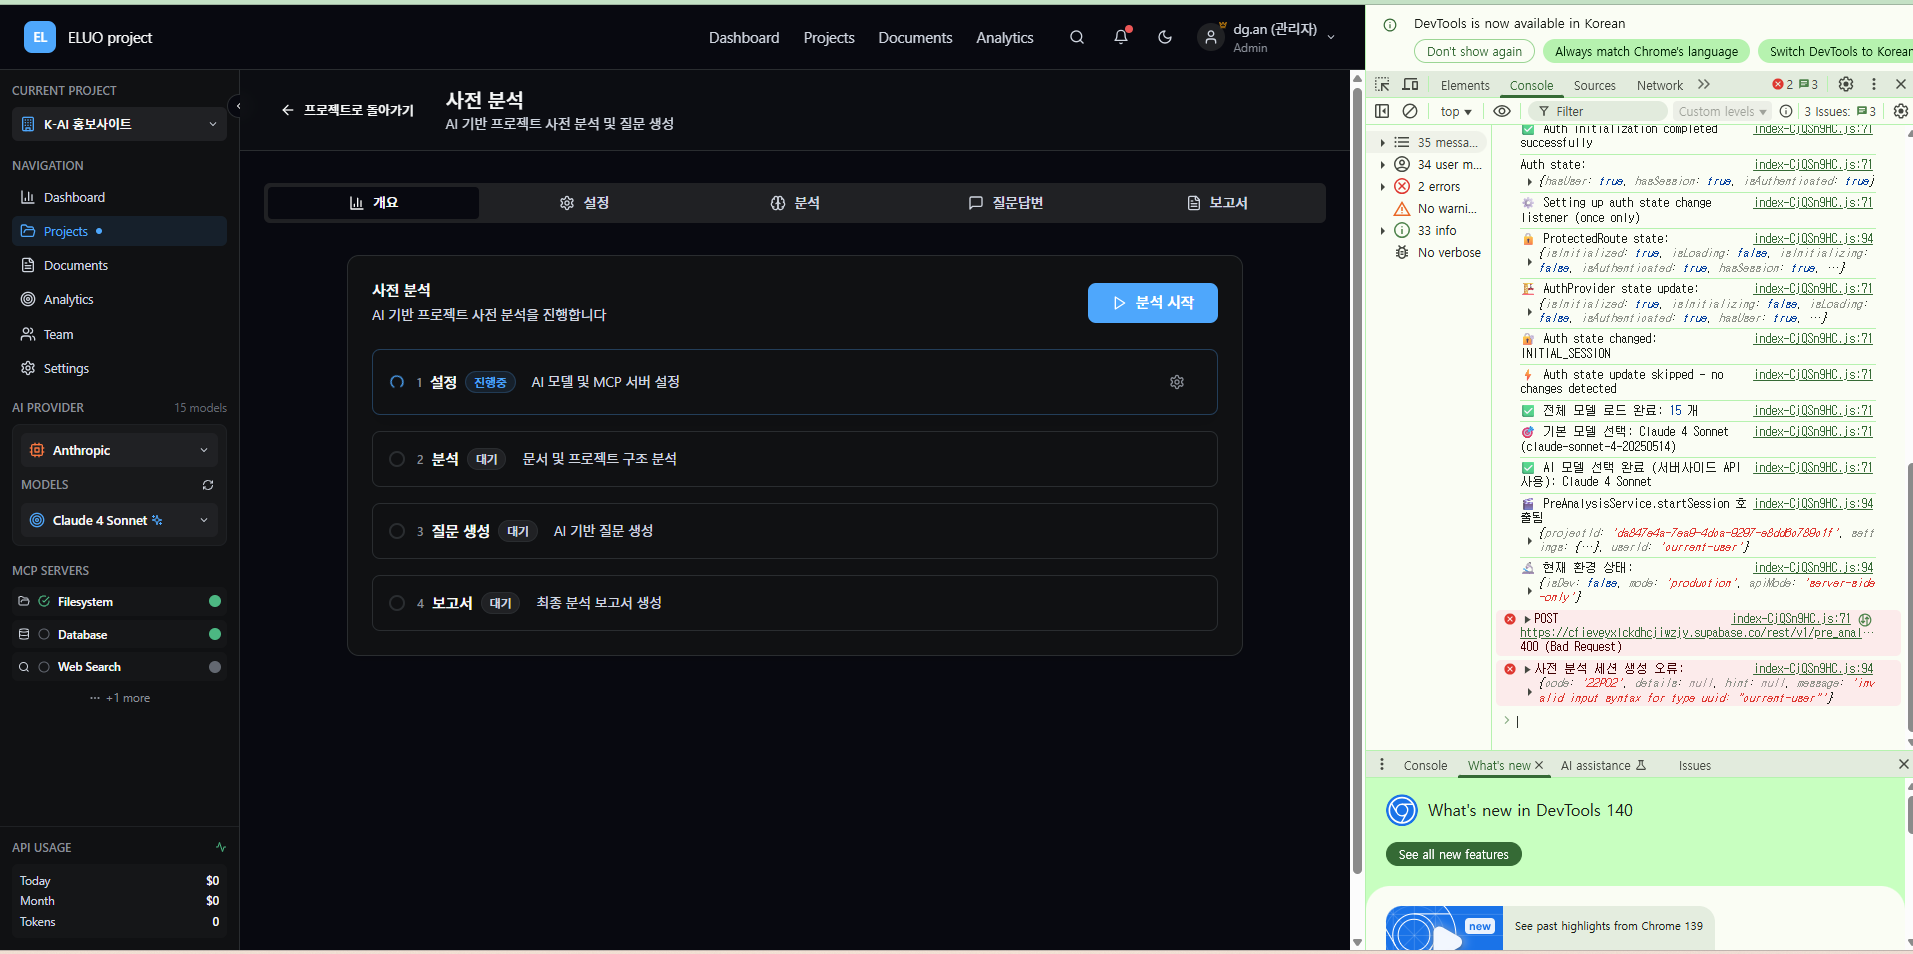 EL
ELUO project
Dashboard
Projects
Documents
Analytics
dg.an (관리자)
Admin
CURRENT PROJECT
K-AI 홍보사이트
NAVIGATION
Dashboard
Projects
Documents
Analytics
Team
Settings
AI PROVIDER
15 models
Anthropic
MODELS
Claude 4 Sonnet
MCP SERVERS
Filesystem
Database
Web Search
··· +1 more
API USAGE
Today $0
Month $0
Tokens 0
← 프로젝트로 돌아가기
사전 분석
AI 기반 프로젝트 사전 분석 및 질문 생성
개요
설정
분석
질문답변
보고서
사전 분석
AI 기반 프로젝트 사전 분석을 진행합니다
분석 시작
1 설정 진행중 AI 모델 및 MCP 서버 설정
2 분석 대기 문서 및 프로젝트 구조 분석
3 질문 생성 대기 AI 기반 질문 생성
4 보고서 대기 최종 분석 보고서 생성
DevTools is now available in Korean
Don't show again
Always match Chrome's language
Switch DevTools to Korean
Elements
Console
Sources
Network
2
3
top
Filter
Custom levels
3 Issues:
3
35 messa...
34 user m...
2 errors
No warni...
33 info
No verbose
Auth initialization completed index-CjQSn9HC.js:71
successfully
Auth state: index-CjQSn9HC.js:71
{hasUser: true, hasSession: true, isAuthenticated: true}
Setting up auth state change index-CjQSn9HC.js:71
listener (once only)
ProtectedRoute state: index-CjQSn9HC.js:94
{isInitialized: true, isLoading: false, isInitializing:
false, isAuthenticated: true, hasSession: true, …}
AuthProvider state update: index-CjQSn9HC.js:71
{isInitialized: true, isInitializing: false, isLoading:
false, isAuthenticated: true, hasUser: true, …}
Auth state changed: index-CjQSn9HC.js:71
INITIAL_SESSION
Auth state update skipped - no index-CjQSn9HC.js:71
changes detected
전체 모델 로드 완료: 15 개 index-CjQSn9HC.js:71
기본 모델 선택: Claude 4 Sonnet index-CjQSn9HC.js:71
(claude-sonnet-4-20250514)
AI 모델 선택 완료 (서버사이드 API index-CjQSn9HC.js:71
사용): Claude 4 Sonnet
PreAnalysisService.startSession 호 index-CjQSn9HC.js:94
출됨
{projectId: 'da847e4a-7ea9-4dca-9297-e8dd6c789c1f', sett
ings: {…}, userId: 'current-user'}
현재 환경 상태: index-CjQSn9HC.js:94
{isDev: false, mode: 'production', apiMode: 'server-side
-only'}
POST index-CjQSn9HC.js:71
https://cfieveyxlckdhcjiwzjy.supabase.co/rest/v1/pre_anal…
400 (Bad Request)
사전 분석 세션 생성 오류: index-CjQSn9HC.js:94
{code: '22P02', details: null, hint: null, message: 'inv
alid input syntax for type uuid: "current-user"'}
Console
What's new
AI assistance
Issues
What's new in DevTools 140
See all new features
new
See past highlights from Chrome 139